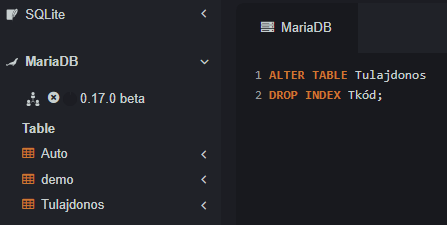 SQLite
MariaDB
0.17.0 beta
Table
Auto
demo
Tulajdonos
MariaDB
1 ALTER TABLE Tulajdonos
2 DROP INDEX Tkód;